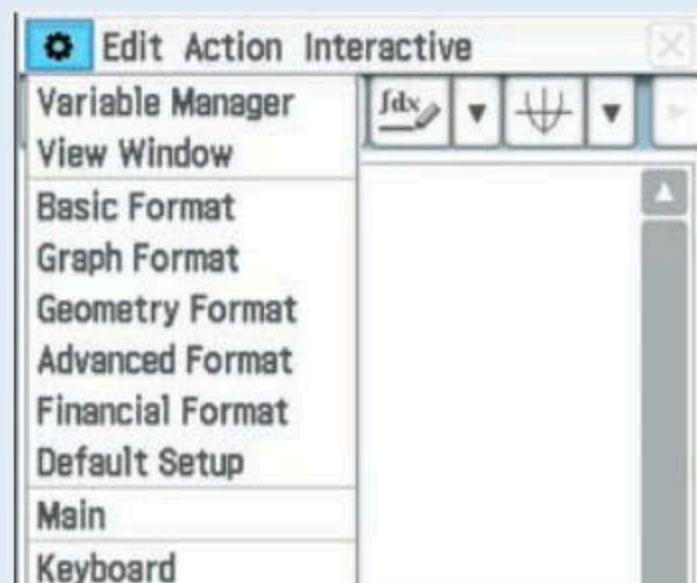 Edit Action Interactive
Variable Manager
∫dx
View Window
Basic Format
Graph Format
Geometry Format
Advanced Format
Financial Format
Default Setup
Main
Keyboard